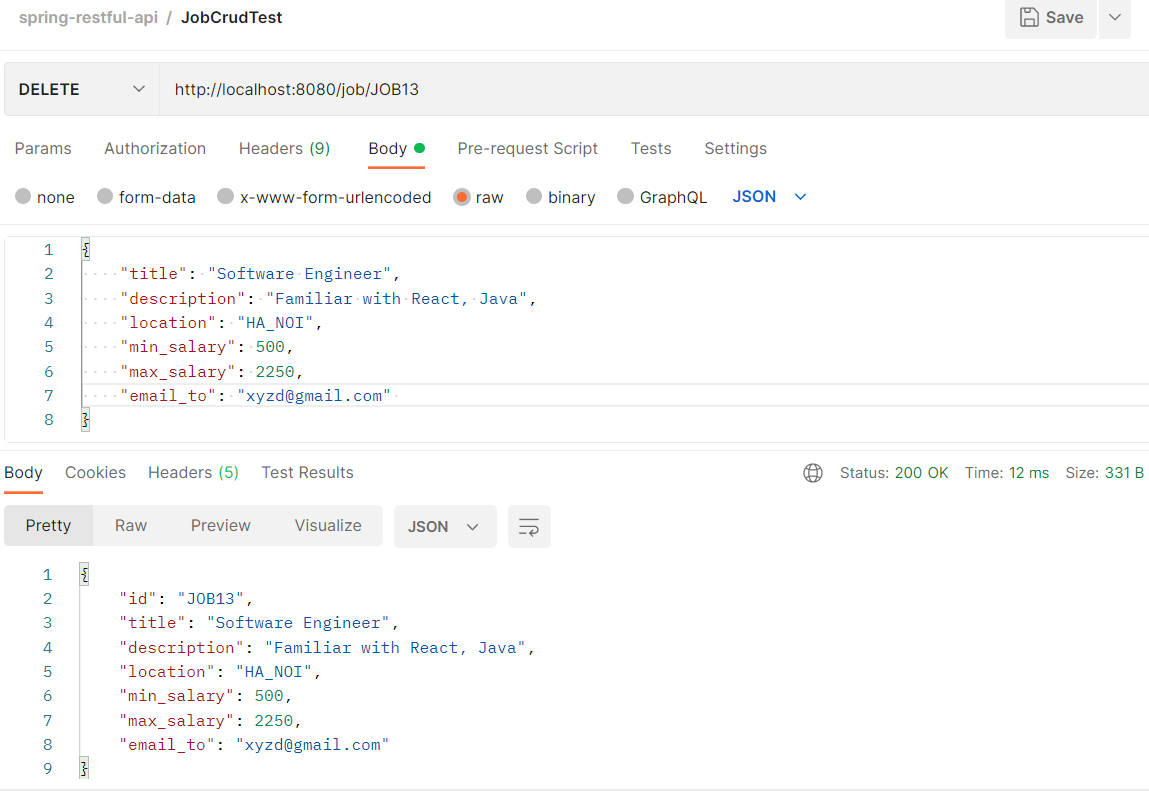 spring-restful-api / JobCrudTest
Save
DELETE
http://localhost:8080/job/JOB13
Params Authorization Headers (9) Body Pre-request Script Tests Settings
none form-data x-www-form-urlencoded raw binary GraphQL JSON
1 {
2 "title": "Software Engineer",
3 "description": "Familiar with React, Java",
4 "location": "HA_NOI",
5 "min_salary": 500,
6 "max_salary": 2250,
7 "email_to": "xyzd@gmail.com"
8 }
Body Cookies Headers (5) Test Results Status: 200 OK Time: 12 ms Size: 331 B
Pretty Raw Preview Visualize JSON
1 {
2 "id": "JOB13",
3 "title": "Software Engineer",
4 "description": "Familiar with React, Java",
5 "location": "HA_NOI",
6 "min_salary": 500,
7 "max_salary": 2250,
8 "email_to": "xyzd@gmail.com"
9 }